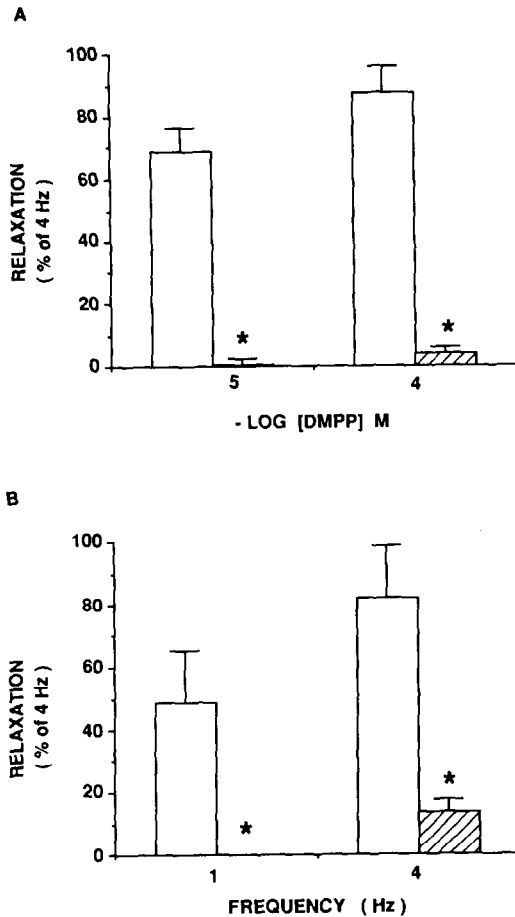 A
RELAXATION
( % of 4 Hz )
100
80
60
40
20
0
*
*
5
4
- LOG [DMPP] M
B
RELAXATION
( % of 4 Hz )
100
80
60
40
20
0
*
*
1
4
FREQUENCY ( Hz )